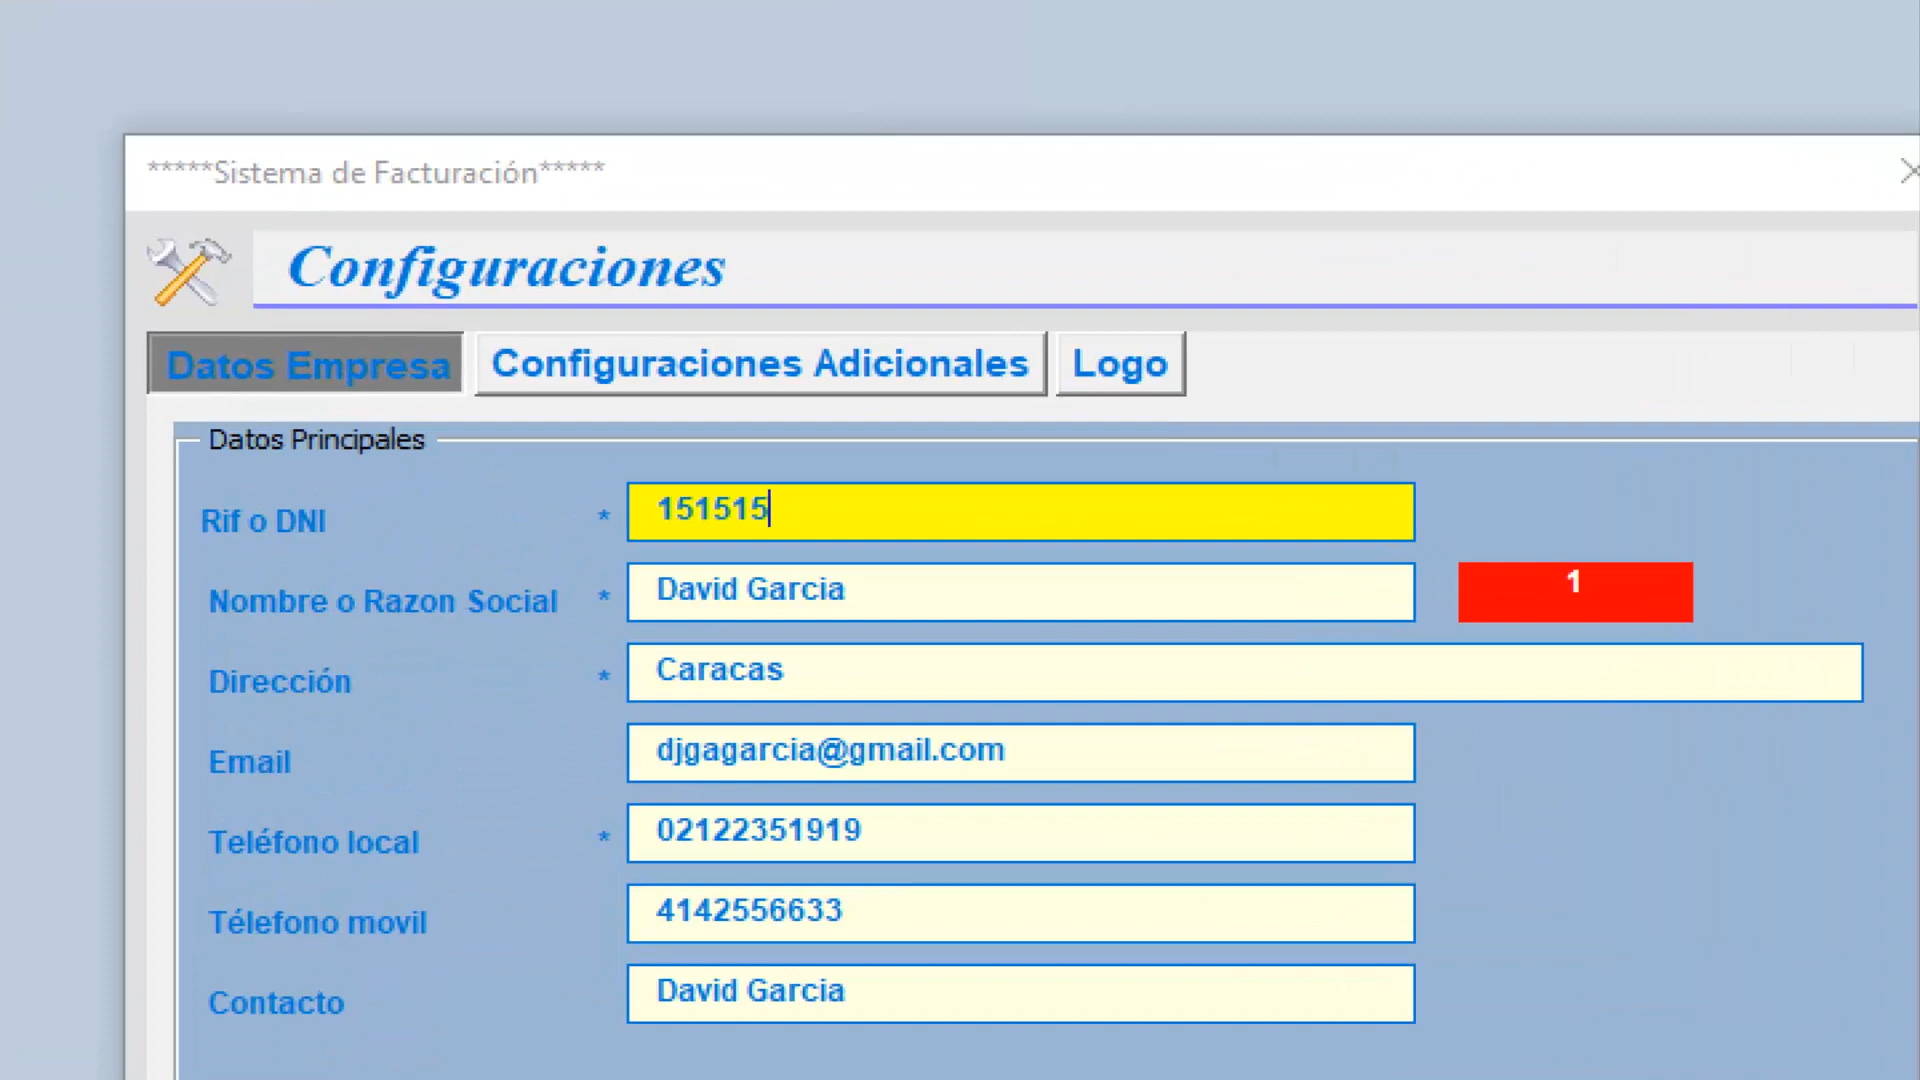 *****Sistema de Facturación*****
Configuraciones
Datos Empresa Configuraciones Adicionales Logo
Datos Principales
Rif o DNI * 151515
Nombre o Razon Social * David Garcia 1
Dirección * Caracas
Email djgagarcia@gmail.com
Teléfono local * 02122351919
Télefono movil 4142556633
Contacto David Garcia